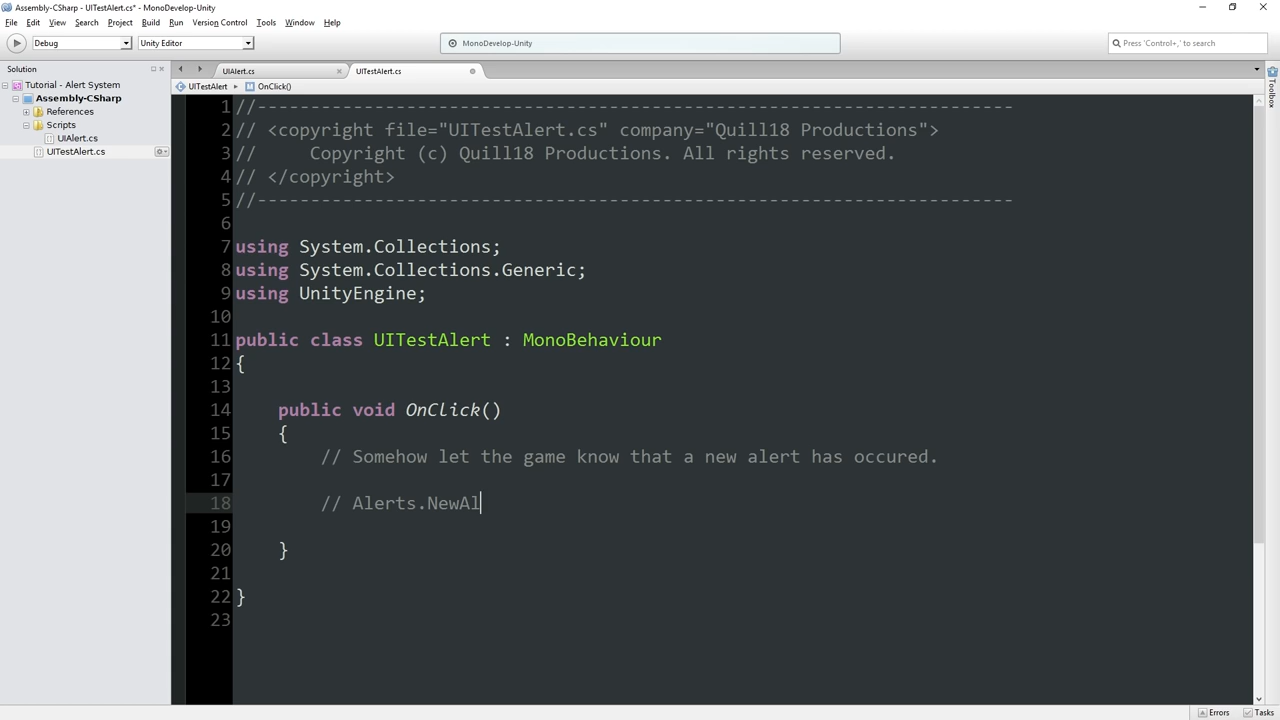 Assembly-CSharp - UITestAlert.cs* - MonoDevelop-Unity
File Edit View Search Project Build Run Version Control Tools Window Help
Debug Unity Editor MonoDevelop-Unity Press 'Control+,' to search
Solution
Tutorial - Alert System
Assembly-CSharp
References
Scripts
UIAlert.cs
UITestAlert.cs
UIAlert.cs UITestAlert.cs
UITestAlert OnClick()
1 //-----------------------------------------------------------------------
2 // <copyright file="UITestAlert.cs" company="Quill18 Productions">
3 //     Copyright (c) Quill18 Productions. All rights reserved.
4 // </copyright>
5 //-----------------------------------------------------------------------
6
7 using System.Collections;
8 using System.Collections.Generic;
9 using UnityEngine;
10
11 public class UITestAlert : MonoBehaviour
12 {
13
14     public void OnClick()
15     {
16         // Somehow let the game know that a new alert has occured.
17
18         // Alerts.NewAl
19
20     }
21
22 }
23
Toolbox
Errors Tasks